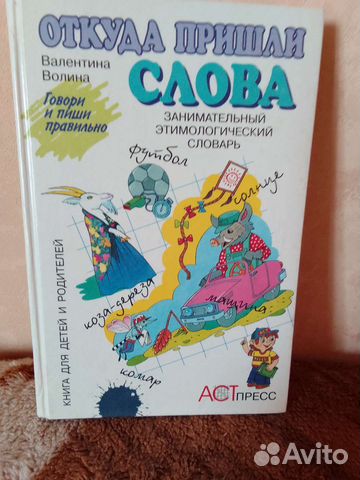 ОТКУДА ПРИШЛИ
СЛОВА
Валентина
Волина
Говори
и пиши
правильно
ЗАНИМАТЕЛЬНЫЙ
ЭТИМОЛОГИЧЕСКИЙ
СЛОВАРЬ
футбол
солнце
коза-дереза
машина
комар
КНИГА ДЛЯ ДЕТЕЙ И РОДИТЕЛЕЙ
АСТ ПРЕСС
Avito